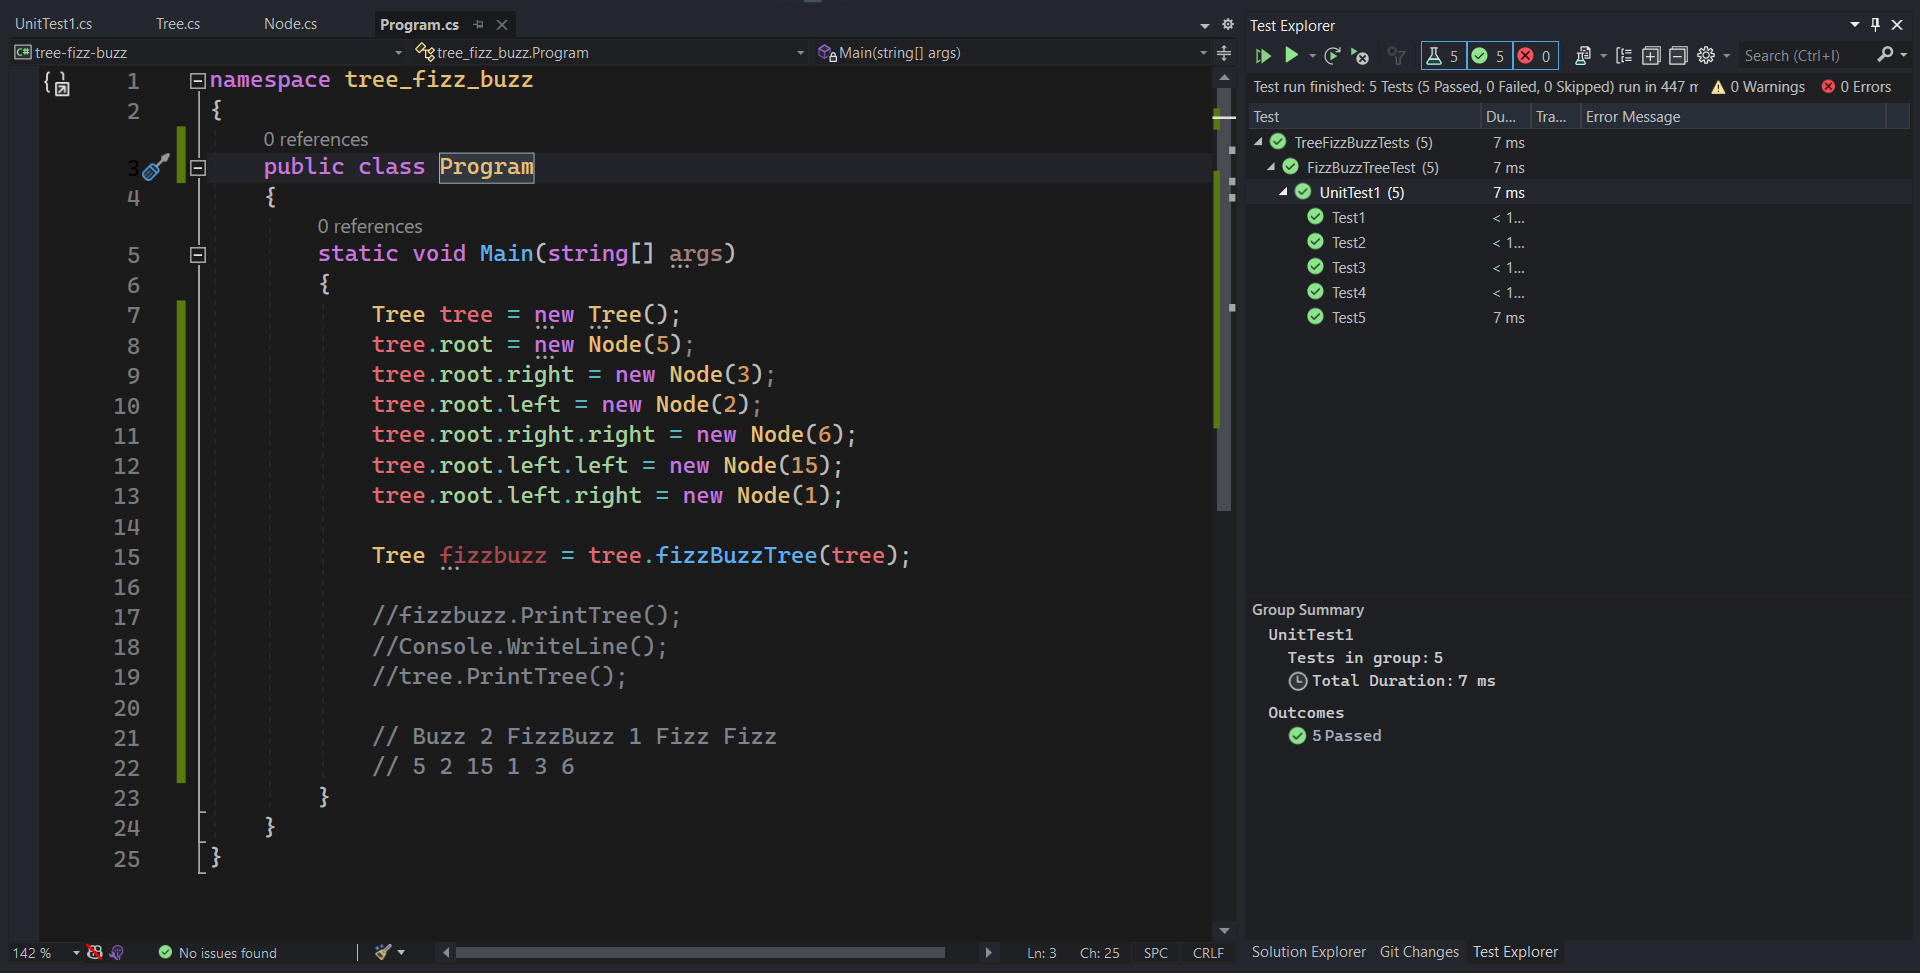 UnitTest1.cs Tree.cs Node.cs Program.cs
tree-fizz-buzz tree_fizz_buzz.Program Main(string[] args)
1 namespace tree_fizz_buzz
2 {
0 references
3 public class Program
4 {
0 references
5 static void Main(string[] args)
6 {
7 Tree tree = new Tree();
8 tree.root = new Node(5);
9 tree.root.right = new Node(3);
10 tree.root.left = new Node(2);
11 tree.root.right.right = new Node(6);
12 tree.root.left.left = new Node(15);
13 tree.root.left.right = new Node(1);
14
15 Tree fizzbuzz = tree.fizzBuzzTree(tree);
16
17 //fizzbuzz.PrintTree();
18 //Console.WriteLine();
19 //tree.PrintTree();
20
21 // Buzz 2 FizzBuzz 1 Fizz Fizz
22 // 5 2 15 1 3 6
23 }
24 }
25 }
142 % No issues found Ln: 3 Ch: 25 SPC CRLF
Test Explorer
5 5 0 Search (Ctrl+I)
Test run finished: 5 Tests (5 Passed, 0 Failed, 0 Skipped) run in 447 m 0 Warnings 0 Errors
Test Du... Tra... Error Message
TreeFizzBuzzTests (5) 7 ms
FizzBuzzTreeTest (5) 7 ms
UnitTest1 (5) 7 ms
Test1 < 1...
Test2 < 1...
Test3 < 1...
Test4 < 1...
Test5 7 ms
Group Summary
UnitTest1
Tests in group: 5
Total Duration: 7 ms
Outcomes
5 Passed
Solution Explorer Git Changes Test Explorer